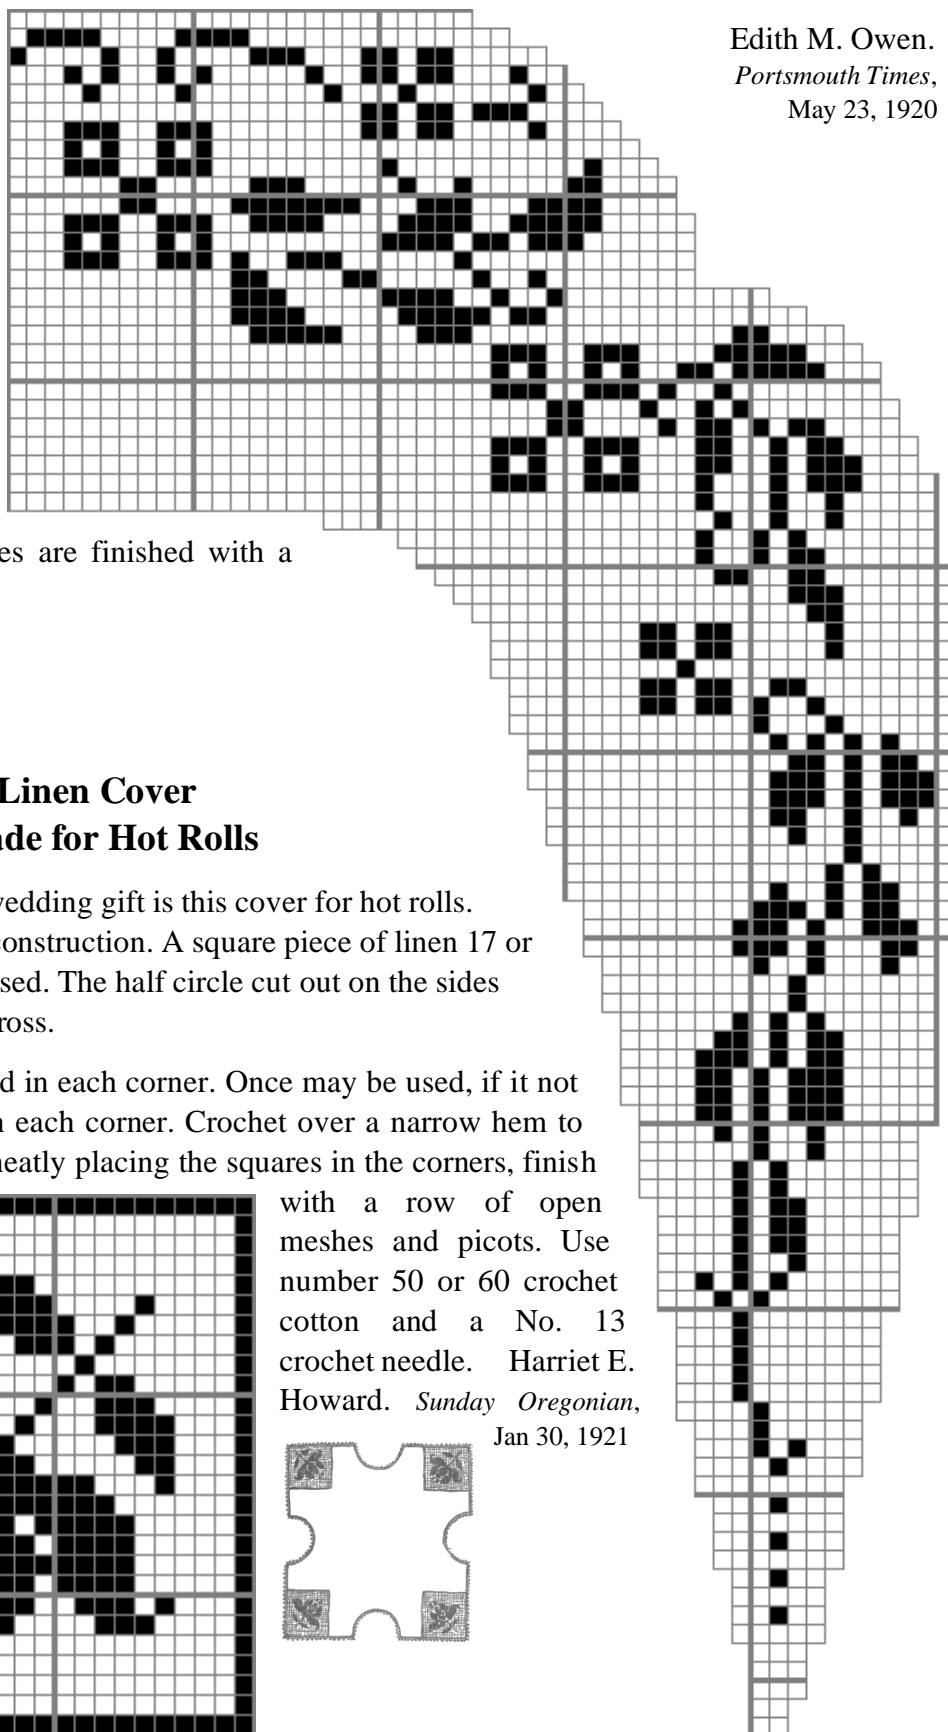 Edith M. Owen.
Portsmouth Times,
May 23, 1920
es are finished with a
Linen Cover
ade for Hot Rolls
wedding gift is this cover for hot rolls.
construction. A square piece of linen 17 or
sed. The half circle cut out on the sides
ross.
d in each corner. Once may be used, if it not
n each corner. Crochet over a narrow hem to
neatly placing the squares in the corners, finish
with a row of open
meshes and picots. Use
number 50 or 60 crochet
cotton and a No. 13
crochet needle. Harriet E.
Howard. Sunday Oregonian,
Jan 30, 1921